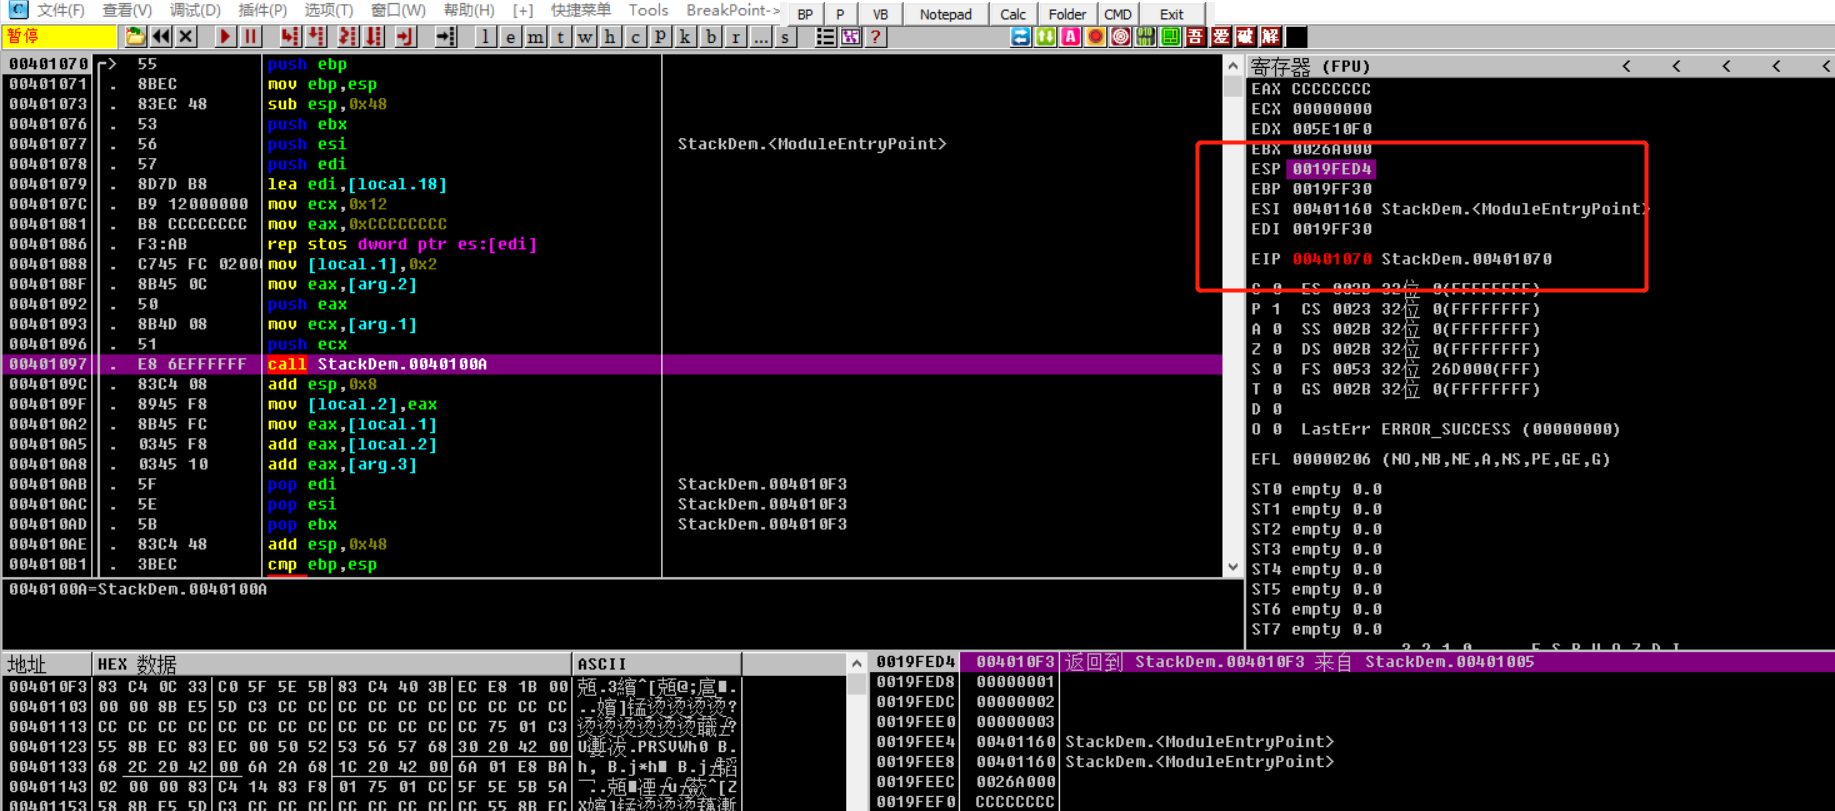 C 文件(F) 查看(V) 调试(D) 插件(P) 选项(T) 窗口(W) 帮助(H) [+] 快捷菜单 Tools BreakPoint-> BP P VB Notepad Calc Folder CMD Exit
暂停 l e m t w h c P k b r ... s ? A 吾 爱 破 解
00401070 55 push ebp
00401071 . 8BEC mov ebp,esp
00401073 . 83EC 48 sub esp,0x48
00401076 . 53 push ebx
00401077 . 56 push esi StackDem.<ModuleEntryPoint>
00401078 . 57 push edi
00401079 . 8D7D B8 lea edi,[local.18]
0040107C . B9 12000000 mov ecx,0x12
00401081 . B8 CCCCCCCC mov eax,0xCCCCCCCC
00401086 . F3:AB rep stos dword ptr es:[edi]
00401088 . C745 FC 0200 mov [local.1],0x2
0040108F . 8B45 0C mov eax,[arg.2]
00401092 . 50 push eax
00401093 . 8B4D 08 mov ecx,[arg.1]
00401096 . 51 push ecx
00401097 . E8 6EFFFFFF call StackDem.0040100A
0040109C . 83C4 08 add esp,0x8
0040109F . 8945 F8 mov [local.2],eax
004010A2 . 8B45 FC mov eax,[local.1]
004010A5 . 0345 F8 add eax,[local.2]
004010A8 . 0345 10 add eax,[arg.3]
004010AB . 5F pop edi StackDem.004010F3
004010AC . 5E pop esi StackDem.004010F3
004010AD . 5B pop ebx StackDem.004010F3
004010AE . 83C4 48 add esp,0x48
004010B1 . 3BEC cmp ebp,esp
0040100A=StackDem.0040100A
寄存器 (FPU) < < < < <
EAX CCCCCCCC
ECX 00000000
EDX 005E10F0
EBX 0026A000
ESP 0019FED4
EBP 0019FF30
ESI 00401160 StackDem.<ModuleEntryPoint>
EDI 0019FF30
EIP 00401070 StackDem.00401070
C 0 ES 002B 32位 0(FFFFFFFF)
P 1 CS 0023 32位 0(FFFFFFFF)
A 0 SS 002B 32位 0(FFFFFFFF)
Z 0 DS 002B 32位 0(FFFFFFFF)
S 0 FS 0053 32位 26D000(FFF)
T 0 GS 002B 32位 0(FFFFFFFF)
D 0
O 0 LastErr ERROR_SUCCESS (00000000)
EFL 00000206 (NO,NB,NE,A,NS,PE,GE,G)
ST0 empty 0.0
ST1 empty 0.0
ST2 empty 0.0
ST3 empty 0.0
ST4 empty 0.0
ST5 empty 0.0
ST6 empty 0.0
ST7 empty 0.0
3 2 1 0 E S P U O Z D I
地址 HEX 数据 ASCII
004010F3 83 C4 0C 33 C0 5F 5E 5B 83 C4 40 3B EC E8 1B 00
00401103 00 00 8B E5 5D C3 CC CC CC CC CC CC CC CC CC CC
00401113 CC CC CC CC CC CC CC CC CC CC CC CC CC 75 01 C3
00401123 55 8B EC 83 EC 00 50 52 53 56 57 68 30 20 42 00
00401133 68 2C 20 42 00 6A 2A 68 1C 20 42 00 6A 01 E8 BA
00401143 02 00 00 83 C4 14 83 F8 01 75 01 CC 5F 5E 5B 5A
00401153 58 8B E5 5D C3 CC CC CC CC CC CC CC CC 55 8B EC
0019FED4 004010F3 返回到 StackDem.004010F3 来自 StackDem.00401005
0019FED8 00000001
0019FEDC 00000002
0019FEE0 00000003
0019FEE4 00401160 StackDem.<ModuleEntryPoint>
0019FEE8 00401160 StackDem.<ModuleEntryPoint>
0019FEEC 0026A000
0019FEF0 CCCCCCCC